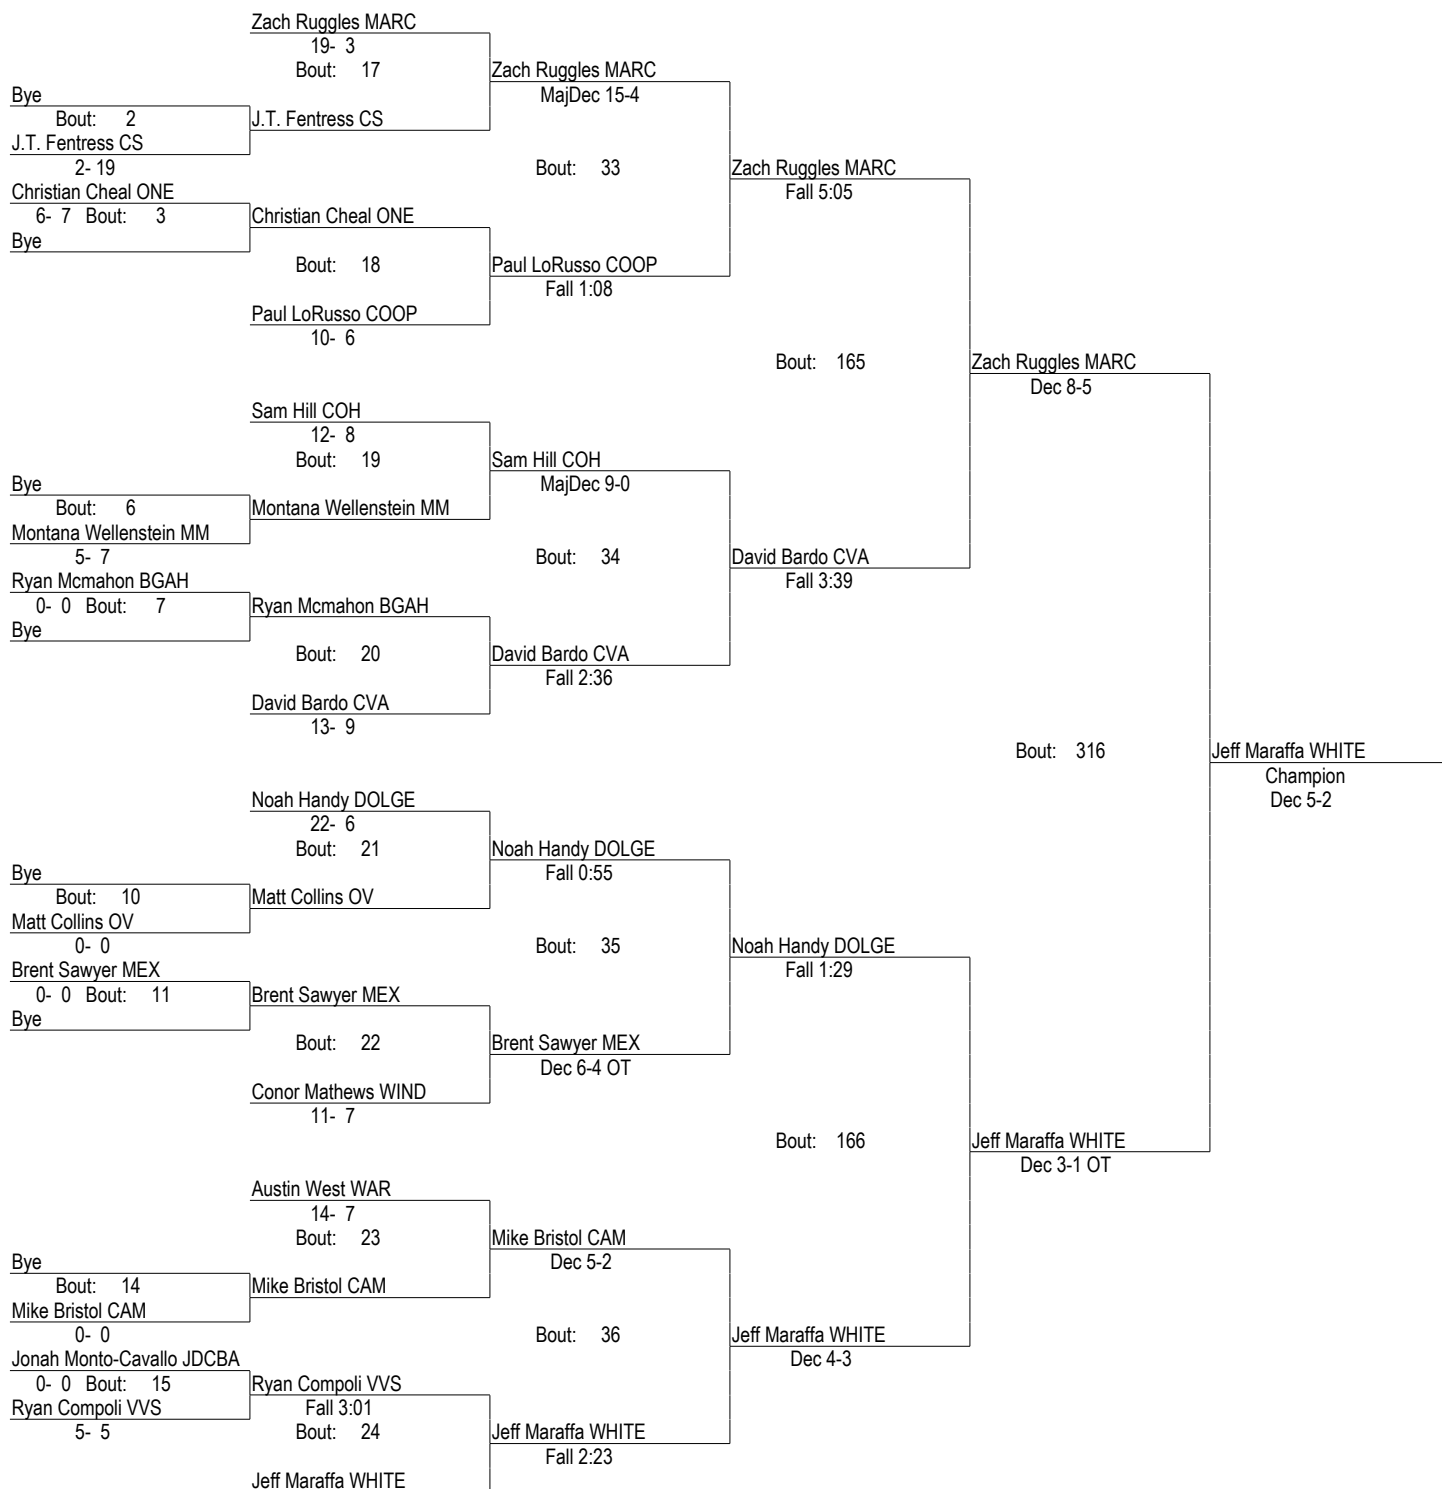 Zach Ruggles MARC
19- 3
Bout: 17
Zach Ruggles MARC
MajDec 15-4
Bye
Bout: 2
J.T. Fentress CS
J.T. Fentress CS
2- 19
Bout: 33
Zach Ruggles MARC
Fall 5:05
Christian Cheal ONE
6- 7 Bout: 3
Christian Cheal ONE
Bye
Bout: 18
Paul LoRusso COOP
Fall 1:08
Paul LoRusso COOP
10- 6
Bout: 165
Zach Ruggles MARC
Dec 8-5
Sam Hill COH
12- 8
Bout: 19
Sam Hill COH
MajDec 9-0
Bye
Bout: 6
Montana Wellenstein MM
Montana Wellenstein MM
5- 7
Bout: 34
David Bardo CVA
Fall 3:39
Ryan Mcmahon BGAH
0- 0 Bout: 7
Ryan Mcmahon BGAH
Bye
Bout: 20
David Bardo CVA
Fall 2:36
David Bardo CVA
13- 9
Bout: 316
Jeff Maraffa WHITE
Champion
Dec 5-2
Noah Handy DOLGE
22- 6
Bout: 21
Noah Handy DOLGE
Fall 0:55
Bye
Bout: 10
Matt Collins OV
Matt Collins OV
0- 0
Bout: 35
Noah Handy DOLGE
Fall 1:29
Brent Sawyer MEX
0- 0 Bout: 11
Brent Sawyer MEX
Bye
Bout: 22
Brent Sawyer MEX
Dec 6-4 OT
Conor Mathews WIND
11- 7
Bout: 166
Jeff Maraffa WHITE
Dec 3-1 OT
Austin West WAR
14- 7
Bout: 23
Mike Bristol CAM
Dec 5-2
Bye
Bout: 14
Mike Bristol CAM
Mike Bristol CAM
0- 0
Bout: 36
Jeff Maraffa WHITE
Dec 4-3
Jonah Monto-Cavallo JDCBA
0- 0 Bout: 15
Ryan Compoli VVS
Ryan Compoli VVS
Fall 3:01
5- 5
Bout: 24
Jeff Maraffa WHITE
Fall 2:23
Jeff Maraffa WHITE